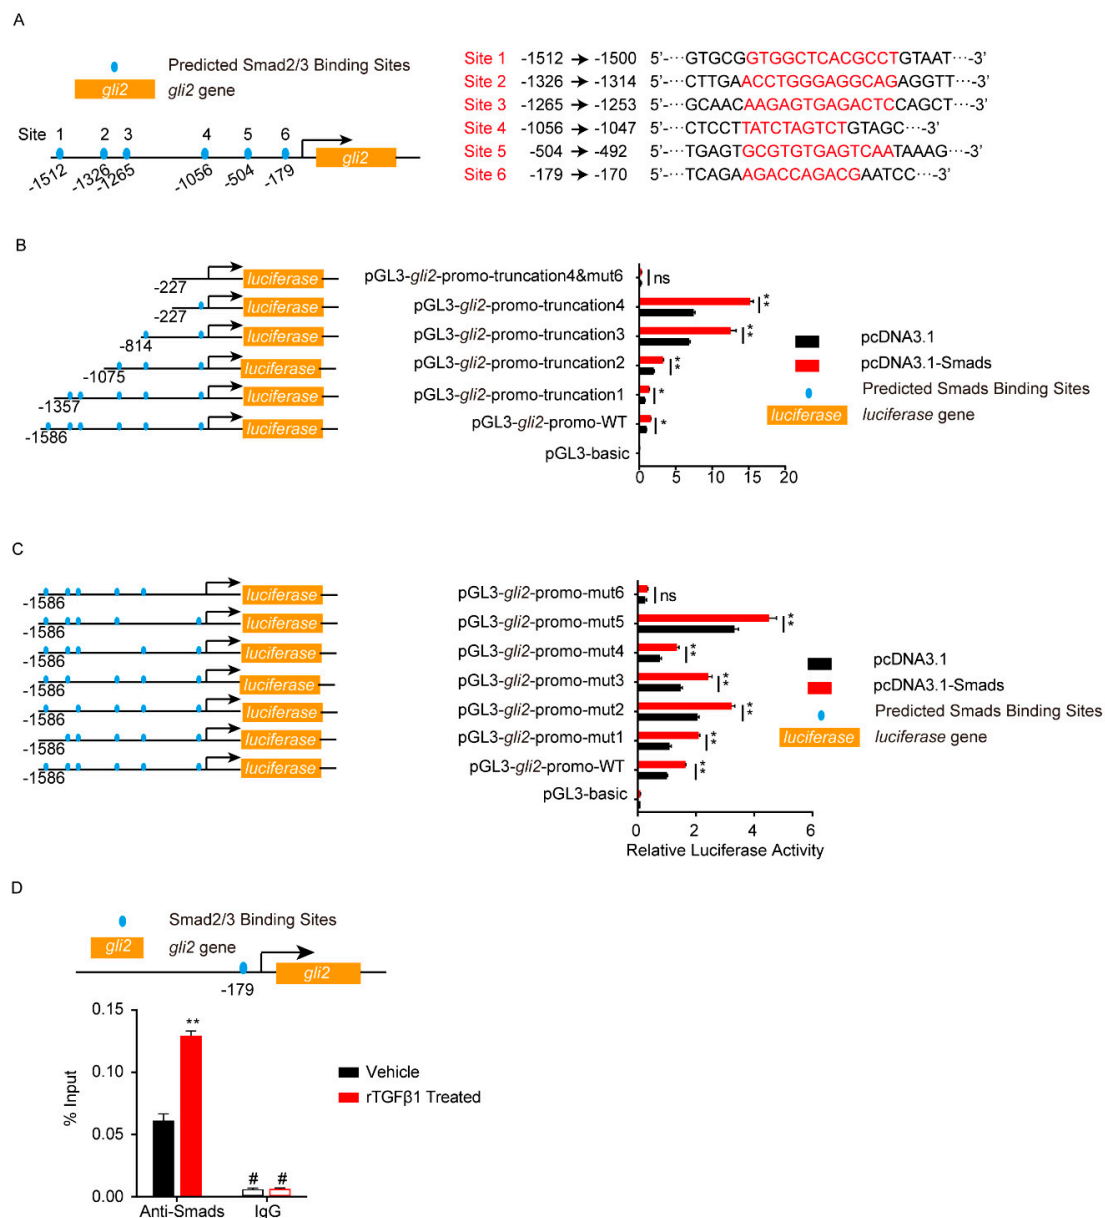 A
Predicted Smad2/3 Binding Sites
gli2 gli2 gene
Site 1 2 3 4 5 6
gli2
-1512 -1326 -1265 -1056 -504 -179
Site 1 -1512 → -1500 5'-···GTGCGGTGGCTCACGCCTGTAAT···-3'
Site 2 -1326 → -1314 5'-···CTTGAACCTGGGAGGCAGAGGTT···-3'
Site 3 -1265 → -1253 5'-···GCAACAAGAGTGAGACTCCAGCT···-3'
Site 4 -1056 → -1047 5'-···CTCCTTATCTAGTCTGTAGC···-3'
Site 5 -504 → -492 5'-···TGAGTGCGTGTGAGTCAATAAAG···-3'
Site 6 -179 → -170 5'-···TCAGAAGACCAGACGAATCC···-3'
B
-227 luciferase
-227 luciferase
-814 luciferase
-1075 luciferase
-1357 luciferase
-1586 luciferase
pGL3-gli2-promo-truncation4&mut6 ns
pGL3-gli2-promo-truncation4 **
pGL3-gli2-promo-truncation3 **
pGL3-gli2-promo-truncation2 **
pGL3-gli2-promo-truncation1 *
pGL3-gli2-promo-WT *
pGL3-basic
0 5 10 15 20
pcDNA3.1
pcDNA3.1-Smads
Predicted Smads Binding Sites
luciferase luciferase gene
C
-1586 luciferase
-1586 luciferase
-1586 luciferase
-1586 luciferase
-1586 luciferase
-1586 luciferase
-1586 luciferase
pGL3-gli2-promo-mut6 ns
pGL3-gli2-promo-mut5 **
pGL3-gli2-promo-mut4 **
pGL3-gli2-promo-mut3 **
pGL3-gli2-promo-mut2 **
pGL3-gli2-promo-mut1 **
pGL3-gli2-promo-WT **
pGL3-basic
0 2 4 6
Relative Luciferase Activity
pcDNA3.1
pcDNA3.1-Smads
Predicted Smads Binding Sites
luciferase luciferase gene
D
Smad2/3 Binding Sites
gli2 gli2 gene
gli2
-179
% Input
0.15
0.10
0.05
0.00
**
# #
Anti-Smads IgG
Vehicle
rTGFβ1 Treated